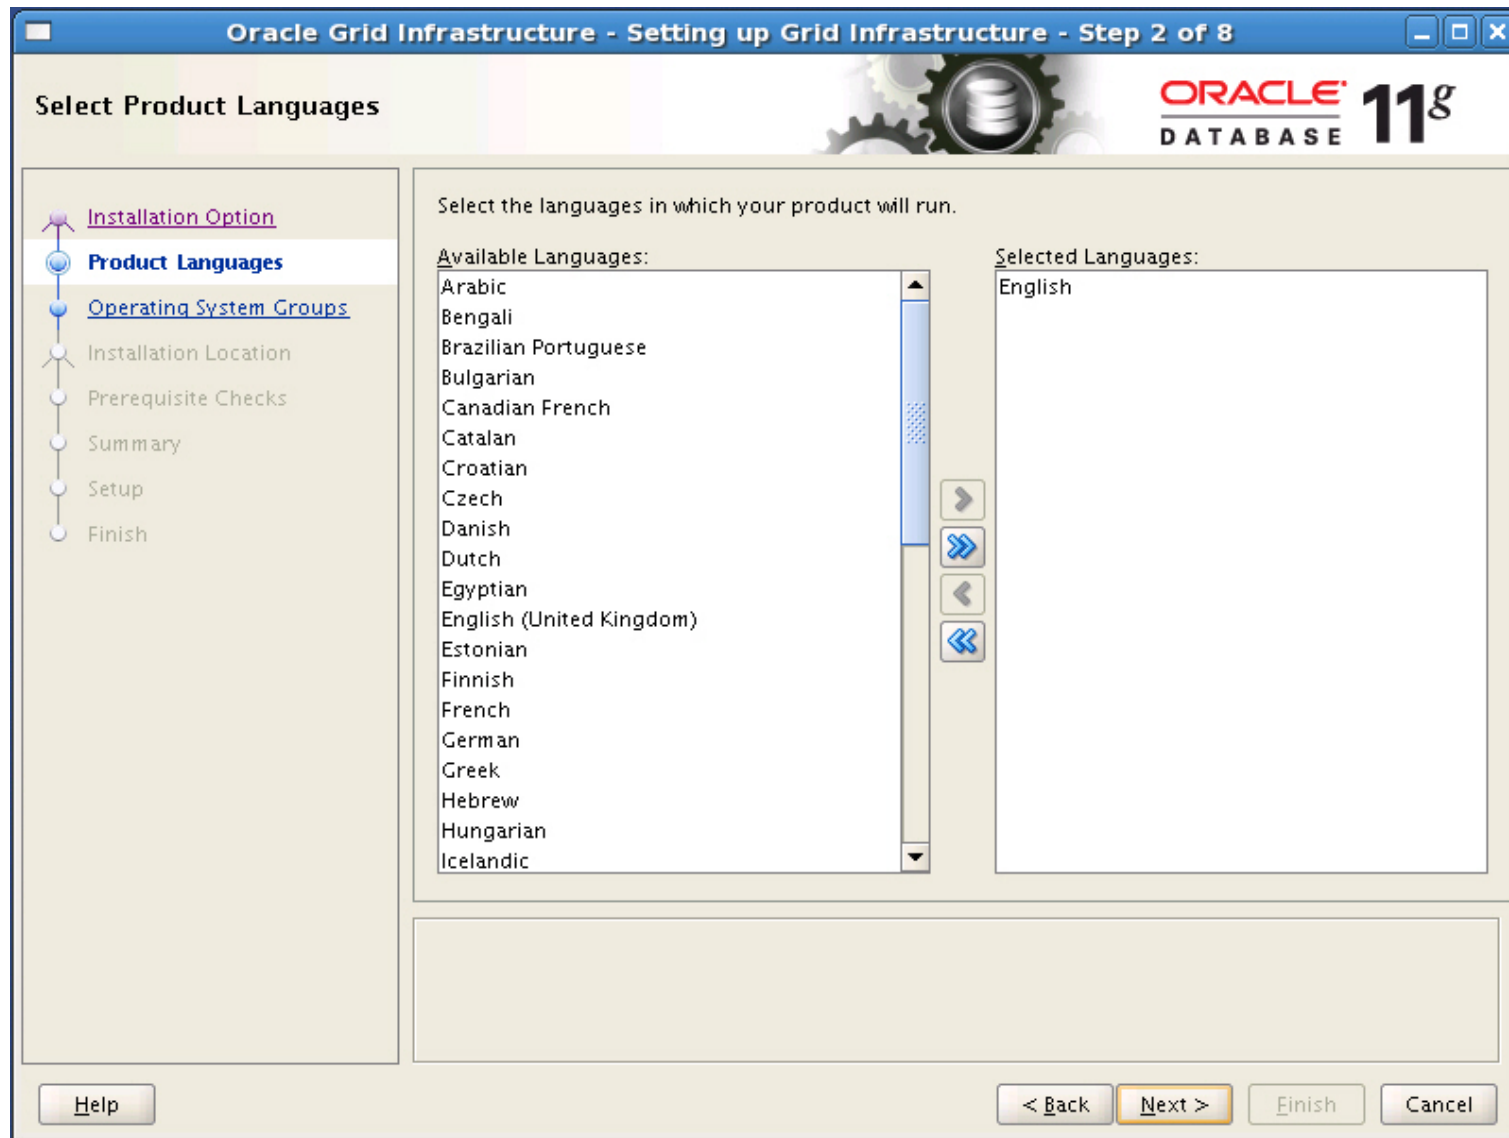 Oracle Grid Infrastructure - Setting up Grid Infrastructure - Step 2 of 8
Select Product Languages
ORACLE
DATABASE
11g
Installation Option
Product Languages
Operating System Groups
Installation Location
Prerequisite Checks
Summary
Setup
Finish
Select the languages in which your product will run.
Available Languages:
Arabic
Bengali
Brazilian Portuguese
Bulgarian
Canadian French
Catalan
Croatian
Czech
Danish
Dutch
Egyptian
English (United Kingdom)
Estonian
Finnish
French
German
Greek
Hebrew
Hungarian
Icelandic
Selected Languages:
English
Help
< Back
Next >
Finish
Cancel